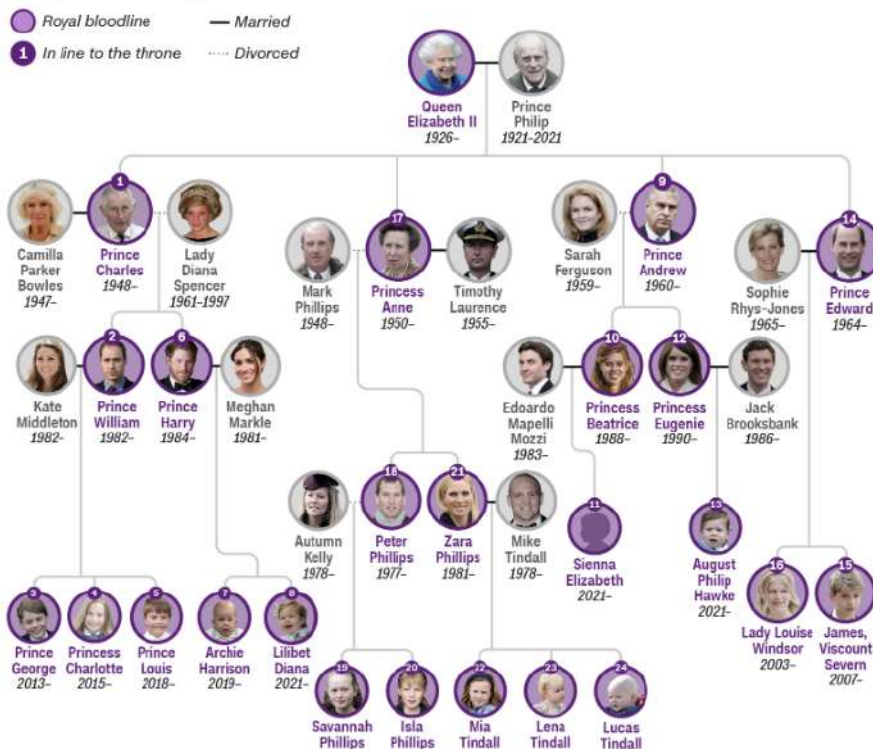 Royal bloodline
Married
1 In line to the throne
Divorced
Queen
Elizabeth II
1926–
Prince
Philip
1921–2021
1
9
17
14
Camilla
Parker
Bowles
1947–
Prince
Charles
1948–
Lady
Diana
Spencer
1961–1997
Mark
Phillips
1948–
Princess
Anne
1950–
Timothy
Laurence
1955–
Sarah
Ferguson
1959–
Prince
Andrew
1960–
Sophie
Rhys-Jones
1965–
Prince
Edward
1964–
2
6
10
12
Kate
Middleton
1982–
Prince
William
1982–
Prince
Harry
1984–
Meghan
Markle
1981–
Edoardo
Mapelli
Mozzi
1983–
Princess
Beatrice
1988–
Princess
Eugenie
1990–
Jack
Brooksbank
1986–
18
21
11
13
Autumn
Kelly
1978–
Peter
Phillips
1977–
Zara
Phillips
1981–
Mike
Tindall
1978–
Sienna
Elizabeth
2021–
August
Philip
Hawke
2021–
3
4
5
7
8
16
15
Prince
George
2013–
Princess
Charlotte
2015–
Prince
Louis
2018–
Archie
Harrison
2019–
Lilibet
Diana
2021–
Lady Louise
Windsor
2003–
James,
Viscount
Severn
2007–
19
20
22
23
24
Savannah
Phillips
Isla
Phillips
Mia
Tindall
Lena
Tindall
Lucas
Tindall